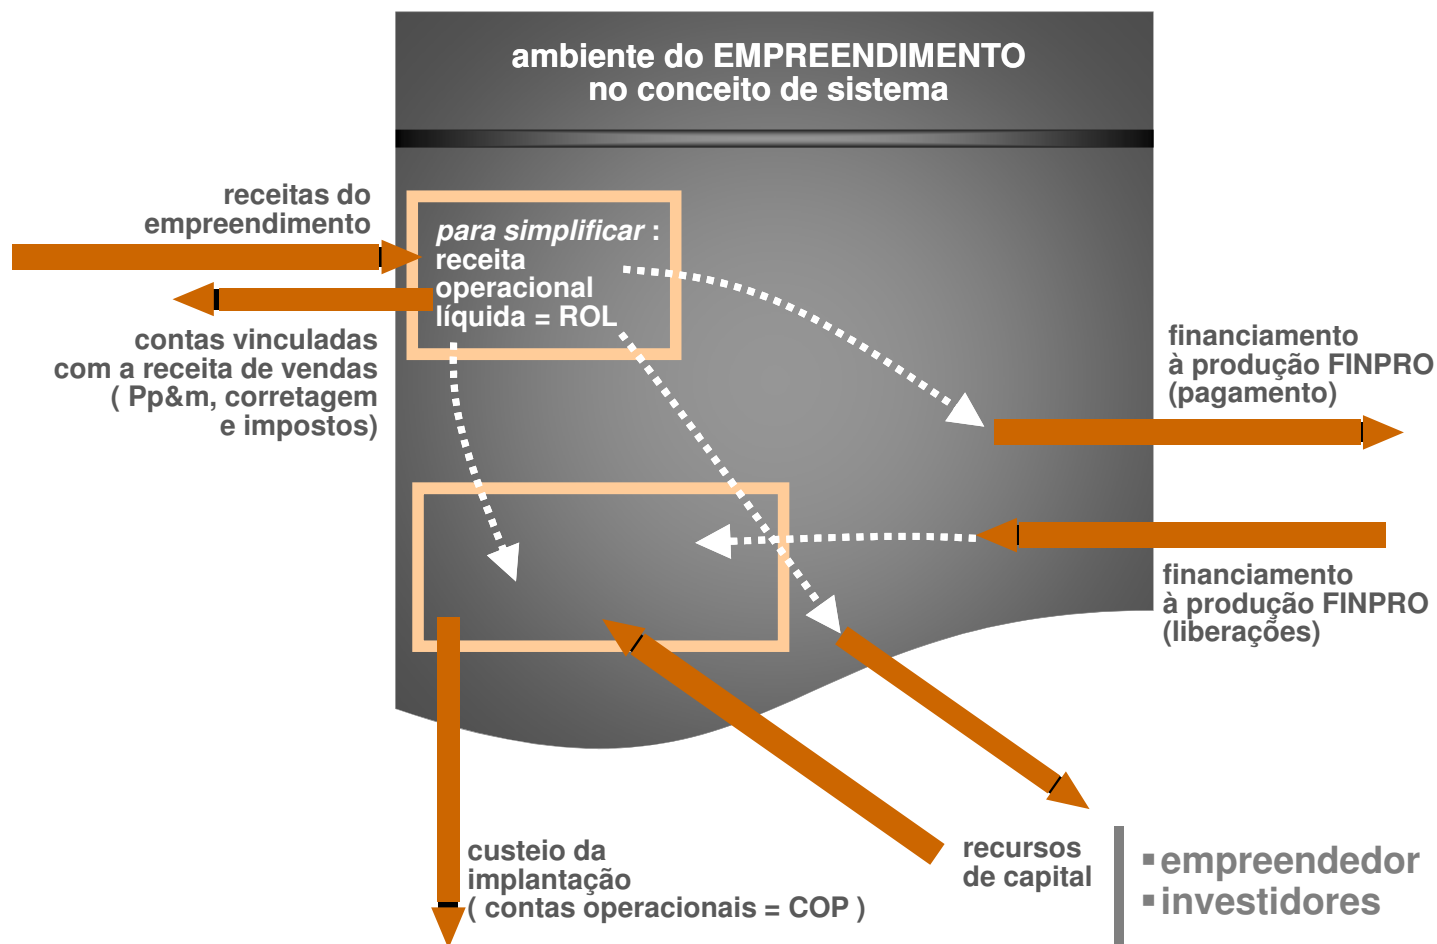 ambiente do EMPREENDIMENTO
no conceito de sistema
receitas do
empreendimento
para simplificar :
receita
operacional
líquida = ROL
contas vinculadas
com a receita de vendas
( Pp&m, corretagem
e impostos)
financiamento
à produção FINPRO
(pagamento)
financiamento
à produção FINPRO
(liberações)
custeio da
implantação
( contas operacionais = COP )
recursos
de capital
▪ empreendedor
▪ investidores